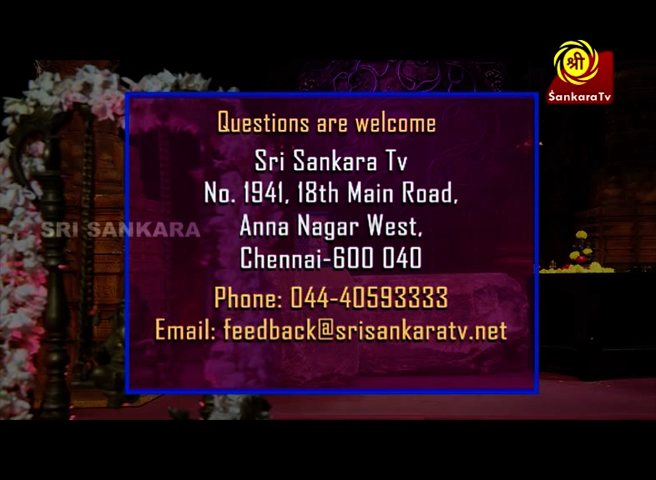 श्री
SankaraTv
Questions are welcome
Sri Sankara Tv
No. 1941, 18th Main Road,
Anna Nagar West,
SRI SANKARA
Chennai-600 040
Phone: 044-40593333
Email: feedback@srisankaratv.net